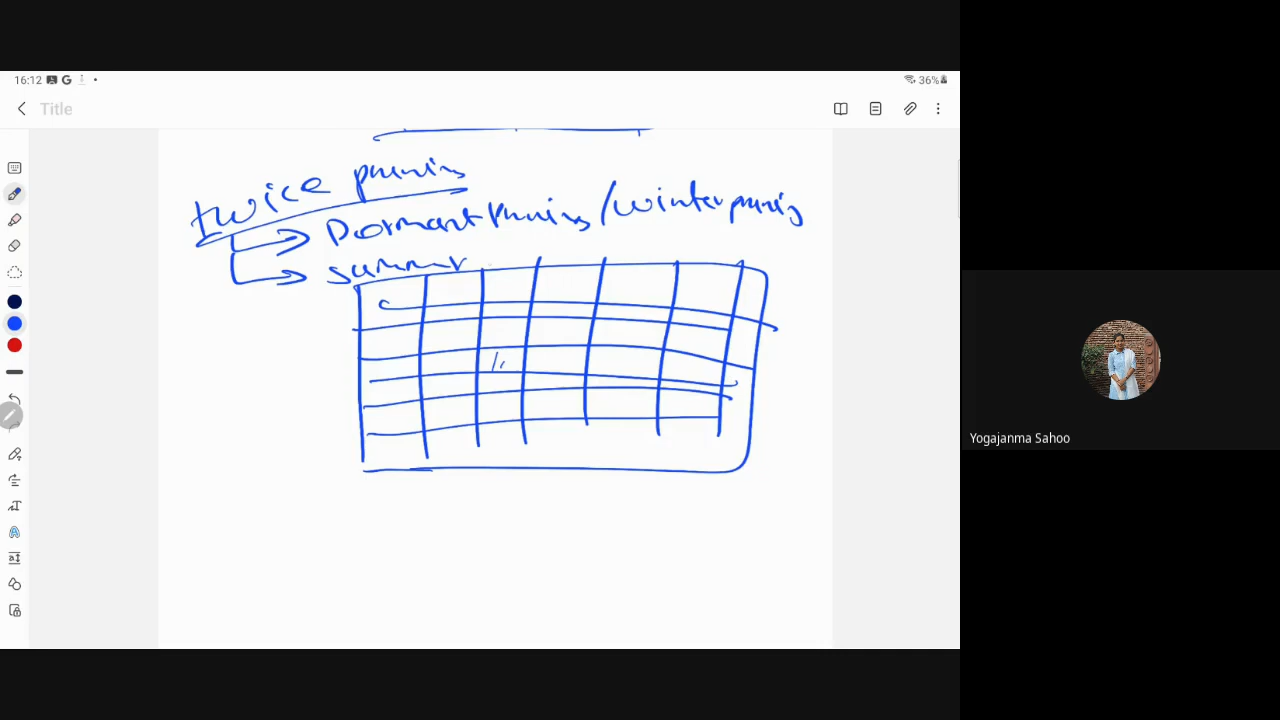 16:12 G 36%
Title
twice pruning
Dormant Pruning / winter pruning
summer
Yogajanma Sahoo